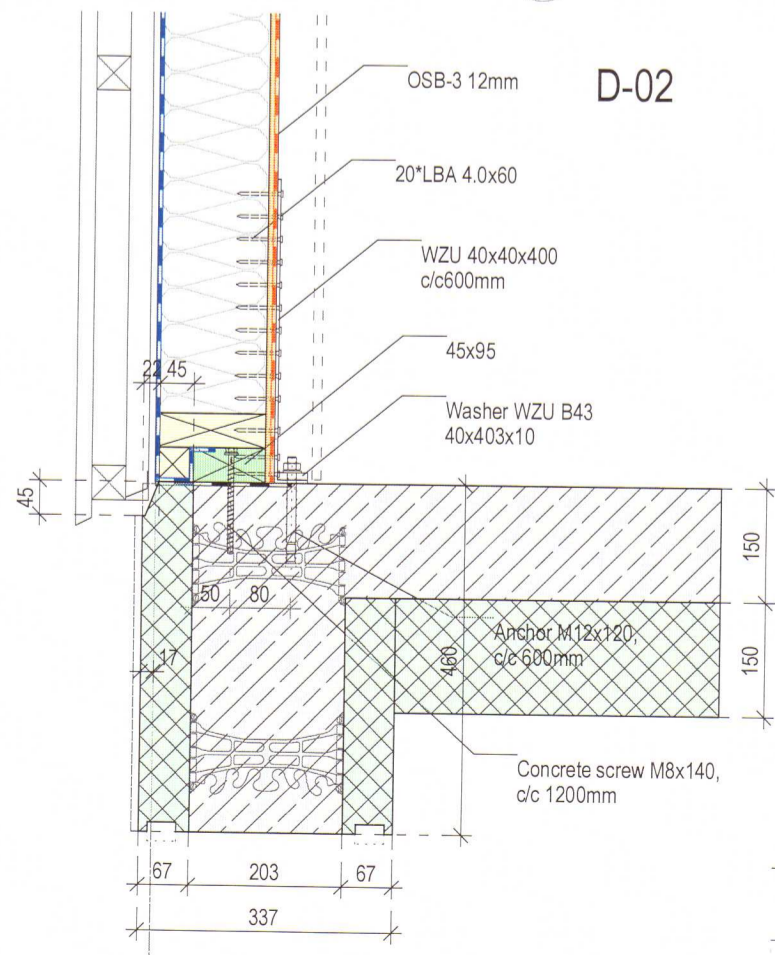 D-02
OSB-3 12mm
20*LBA 4.0x60
WZU 40x40x400
c/c600mm
45x95
22 45
Washer WZU B43
40x403x10
45
150
50 80
Anchor M12x120,
c/c 600mm
460
150
17
Concrete screw M8x140,
c/c 1200mm
67 203 67
337